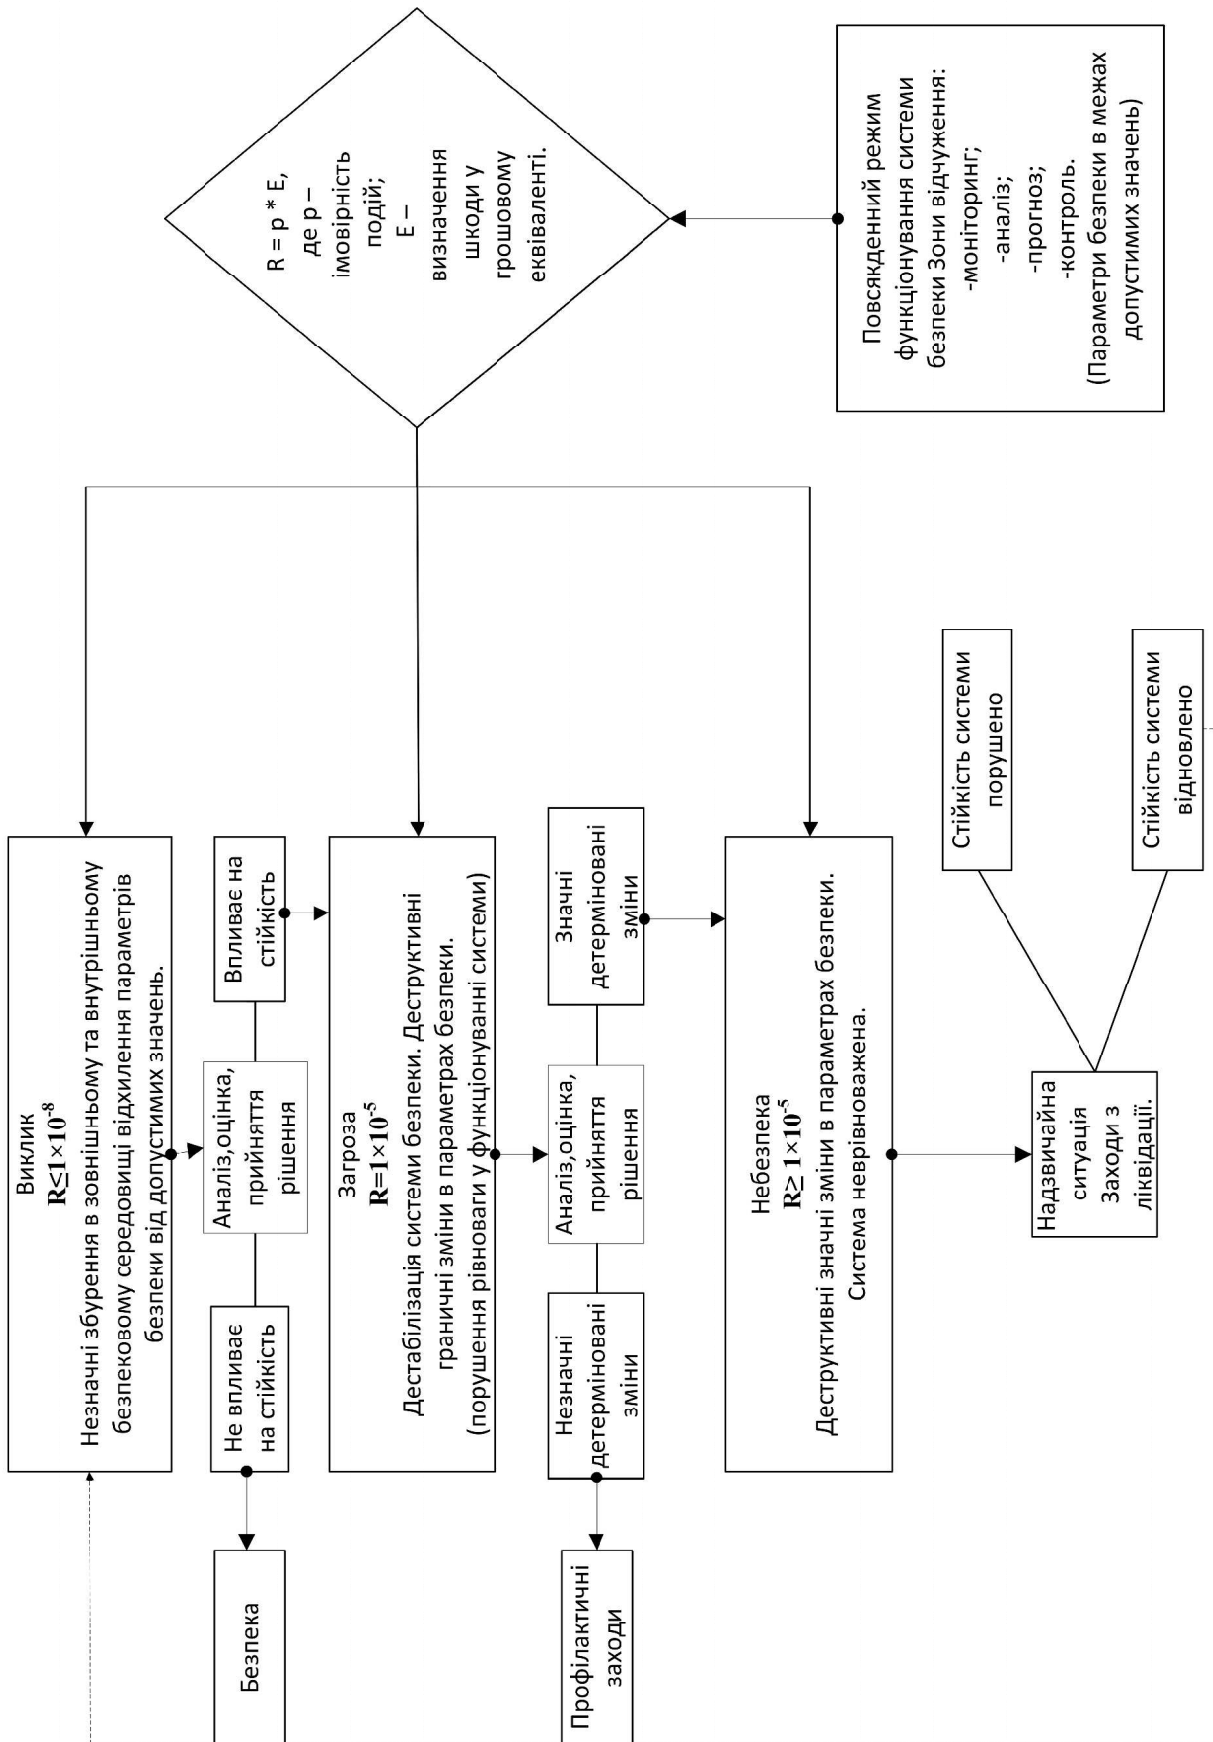 Повсякденний режим
функціонування системи
безпеки Зони відчуження:
-моніторинг;
-аналіз;
-прогноз;
-контроль.
(Параметри безпеки в межах
допустимих значень)
R = p * E,
де p –
імовірність
подій;
E –
визначення
шкоди у
грошовому
еквіваленті.
Виклик
R≤1×10⁻⁸
Незначні збурення в зовнішньому та внутрішньому
безпековому середовищі відхилення параметрів
безпеки від допустимих значень.
Не впливає
на стійкість
Аналіз,оцінка,
прийняття
рішення
Впливає на
стійкість
Безпека
Загроза
R=1×10⁻⁵
Дестабілізація системи безпеки. Деструктивні
граничні зміни в параметрах безпеки.
(порушення рівноваги у функціонуванні системи)
Незначні
детерміновані
зміни
Аналіз,оцінка,
прийняття
рішення
Значні
детерміновані
зміни
Профілактичні
заходи
Небезпека
R≥ 1×10⁻⁵
Деструктивні значні зміни в параметрах безпеки.
Система неврівноважена.
Надзвичайна
ситуація
Заходи з
ліквідації.
Стійкість системи
порушено
Стійкість системи
відновлено